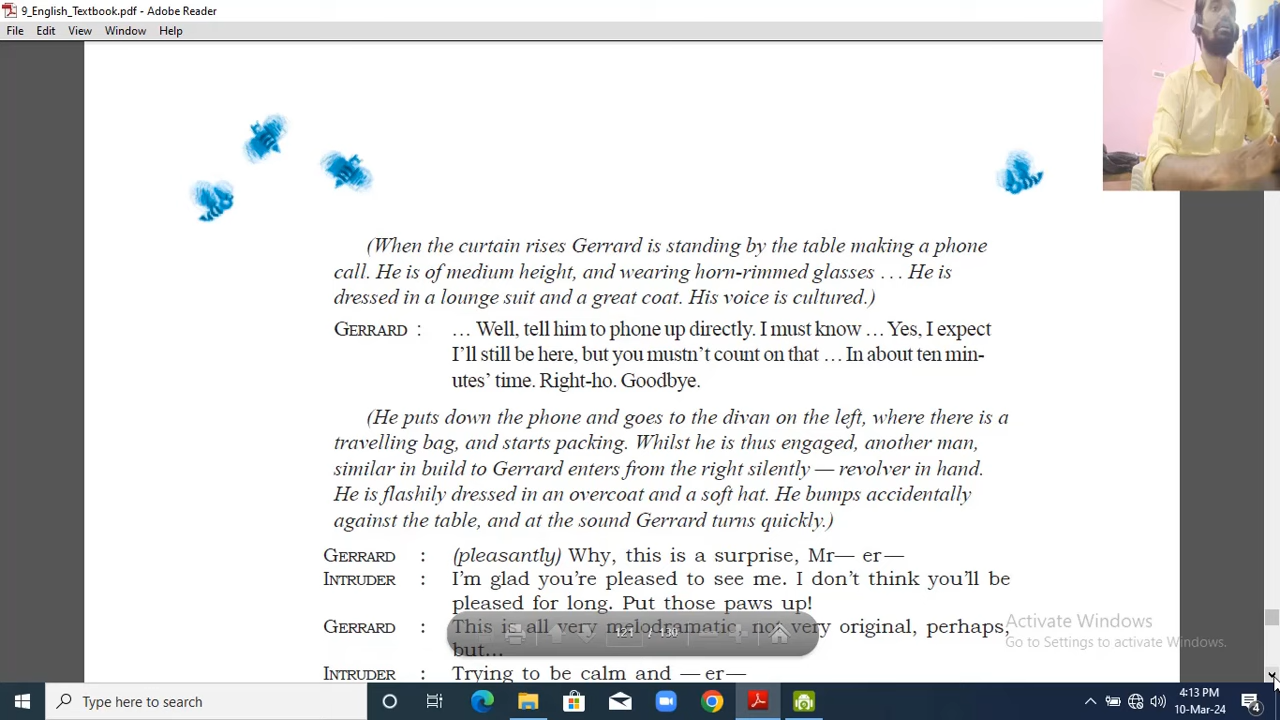 9_English_Textbook.pdf - Adobe Reader
File Edit View Window Help
(When the curtain rises Gerrard is standing by the table making a phone
call. He is of medium height, and wearing horn-rimmed glasses . . . He is
dressed in a lounge suit and a great coat. His voice is cultured.)
GERRARD : … Well, tell him to phone up directly. I must know … Yes, I expect
I’ll still be here, but you mustn’t count on that … In about ten min-
utes’ time. Right-ho. Goodbye.
(He puts down the phone and goes to the divan on the left, where there is a
travelling bag, and starts packing. Whilst he is thus engaged, another man,
similar in build to Gerrard enters from the right silently — revolver in hand.
He is flashily dressed in an overcoat and a soft hat. He bumps accidentally
against the table, and at the sound Gerrard turns quickly.)
GERRARD : (pleasantly) Why, this is a surprise, Mr— er—
INTRUDER : I’m glad you’re pleased to see me. I don’t think you’ll be
pleased for long. Put those paws up!
GERRARD : This is all very melodramatic, not very original, perhaps,
but…
INTRUDER : Trying to be calm and — er—
121 / 130
Activate Windows
Go to Settings to activate Windows.
Type here to search
4:13 PM
10-Mar-24
4